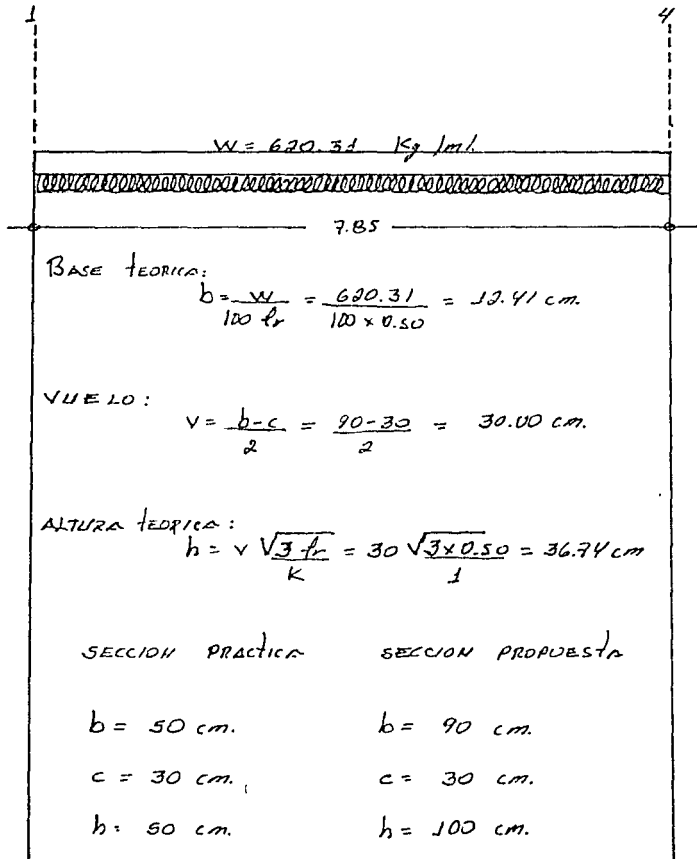 1 4
W = 620.31 Kg/ml.
7.85
BASE TEORICA:
b = w / 100 fr = 620.31 / 100 x 0.50 = 12.41 cm.
VUELO:
v = b-c / 2 = 90-30 / 2 = 30.00 cm.
ALTURA TEORICA:
h = v √3 fr / K = 30 √3x0.50 / 1 = 36.74 cm
SECCION PRACTICA SECCION PROPUESTA
b = 50 cm. b = 90 cm.
c = 30 cm. c = 30 cm.
h: 50 cm. h = 100 cm.